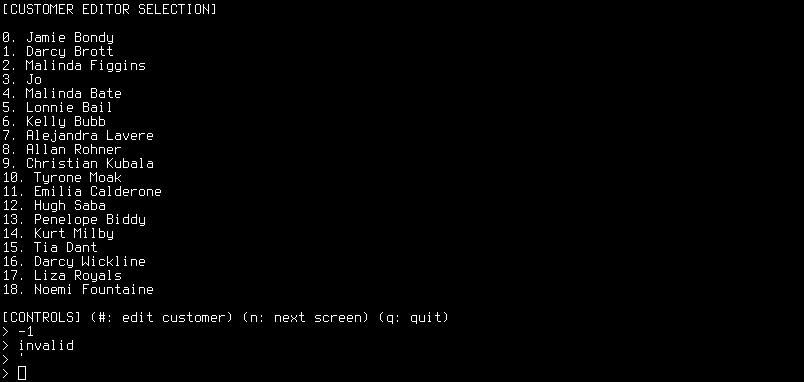 [CUSTOMER EDITOR SELECTION]
0. Jamie Bondy
1. Darcy Brott
2. Malinda Figgins
3. Jo
4. Malinda Bate
5. Lonnie Bail
6. Kelly Bubb
7. Alejandra Lavere
8. Allan Rohner
9. Christian Kubala
10. Tyrone Moak
11. Emilia Calderone
12. Hugh Saba
13. Penelope Biddy
14. Kurt Milby
15. Tia Dant
16. Darcy Wickline
17. Liza Royals
18. Noemi Fountaine
[CONTROLS] (#: edit customer) (n: next screen) (q: quit)
> -1
> invalid
> '
>